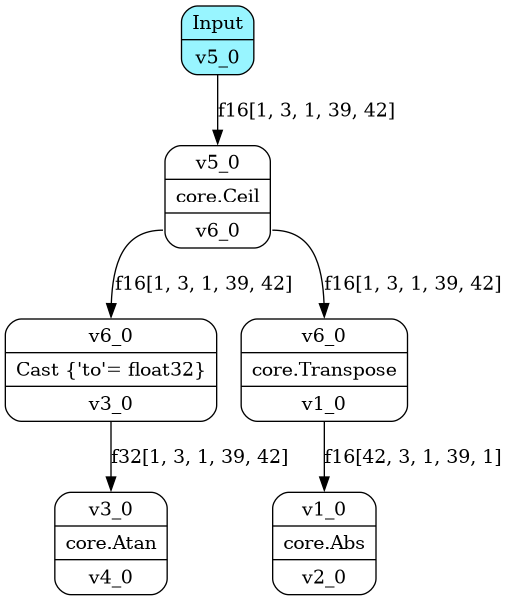 Input
v5_0
f16[1, 3, 1, 39, 42]
v5_0
core.Ceil
v6_0
f16[1, 3, 1, 39, 42]
f16[1, 3, 1, 39, 42]
v6_0
Cast {'to'= float32}
v3_0
v6_0
core.Transpose
v1_0
f32[1, 3, 1, 39, 42]
f16[42, 3, 1, 39, 1]
v3_0
core.Atan
v4_0
v1_0
core.Abs
v2_0